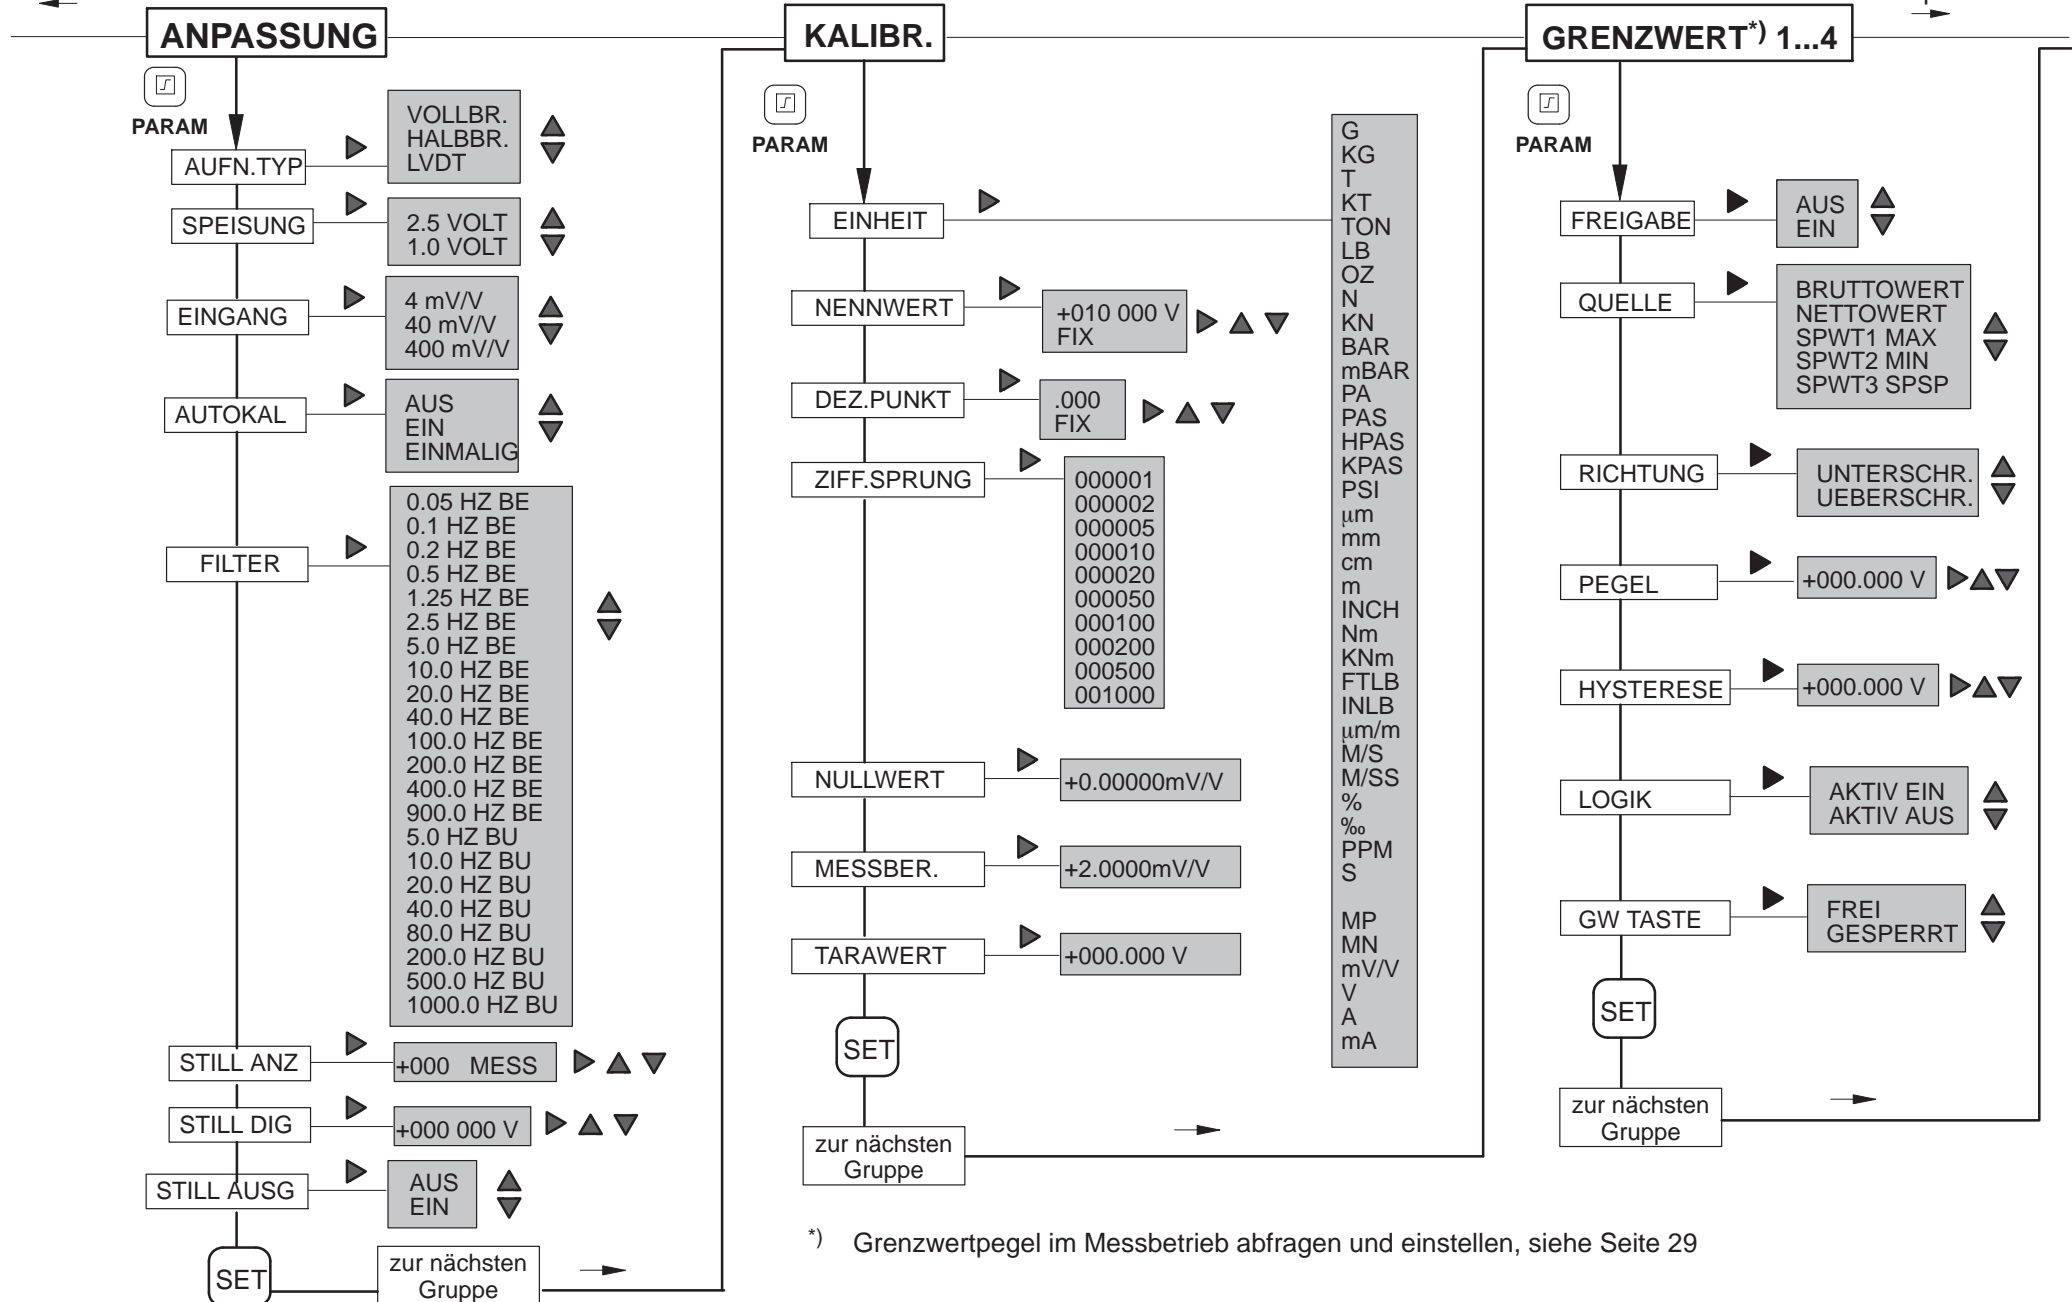 ANPASSUNG
PARAM
AUFN.TYP
VOLLBR.
HALBBR.
LVDT
SPEISUNG
2.5 VOLT
1.0 VOLT
EINGANG
4 mV/V
40 mV/V
400 mV/V
AUTOKAL
AUS
EIN
EINMALIG
FILTER
0.05 HZ BE
0.1 HZ BE
0.2 HZ BE
0.5 HZ BE
1.25 HZ BE
2.5 HZ BE
5.0 HZ BE
10.0 HZ BE
20.0 HZ BE
40.0 HZ BE
100.0 HZ BE
200.0 HZ BE
400.0 HZ BE
900.0 HZ BE
5.0 HZ BU
10.0 HZ BU
20.0 HZ BU
40.0 HZ BU
80.0 HZ BU
200.0 HZ BU
500.0 HZ BU
1000.0 HZ BU
STILL ANZ
+000 MESS
STILL DIG
+000 000 V
STILL AUSG
AUS
EIN
SET
zur nächsten
Gruppe
KALIBR.
PARAM
EINHEIT
G
KG
T
KT
TON
LB
OZ
N
KN
BAR
mBAR
PA
PAS
HPAS
KPAS
PSI
µm
mm
cm
m
INCH
Nm
KNm
FTLB
INLB
µm/m
M/S
M/SS
%
‰
PPM
S
MP
MN
mV/V
V
A
mA
NENNWERT
+010 000 V
FIX
DEZ.PUNKT
.000
FIX
ZIFF.SPRUNG
000001
000002
000005
000010
000020
000050
000100
000200
000500
001000
NULLWERT
+0.00000mV/V
MESSBER.
+2.0000mV/V
TARAWERT
+000.000 V
SET
zur nächsten
Gruppe
GRENZWERT*) 1...4
PARAM
FREIGABE
AUS
EIN
QUELLE
BRUTTOWERT
NETTOWERT
SPWT1 MAX
SPWT2 MIN
SPWT3 SPSP
RICHTUNG
UNTERSCHR.
UEBERSCHR.
PEGEL
+000.000 V
HYSTERESE
+000.000 V
LOGIK
AKTIV EIN
AKTIV AUS
GW TASTE
FREI
GESPERRT
SET
zur nächsten
Gruppe
*) Grenzwertpegel im Messbetrieb abfragen und einstellen, siehe Seite 29